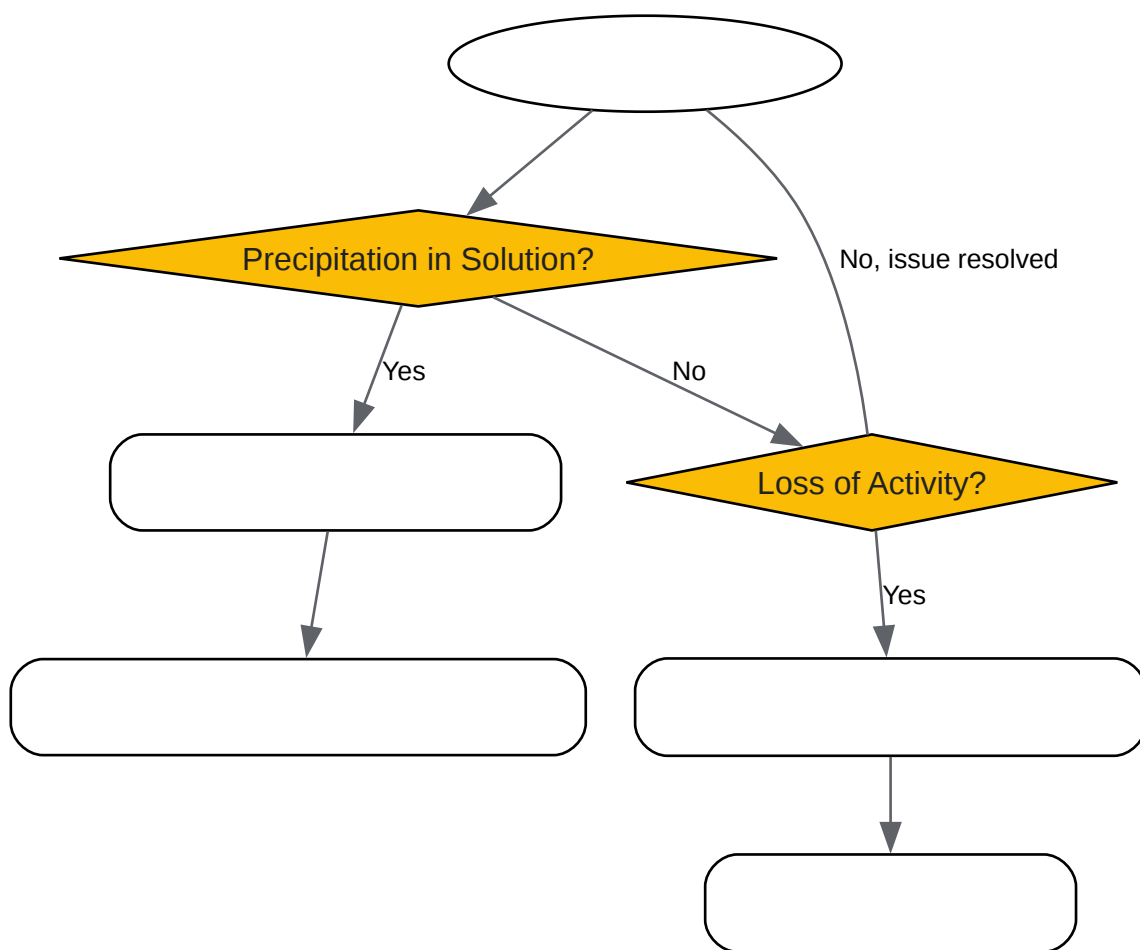 Precipitation in Solution?
No, issue resolved
Yes
No
Loss of Activity?
Yes